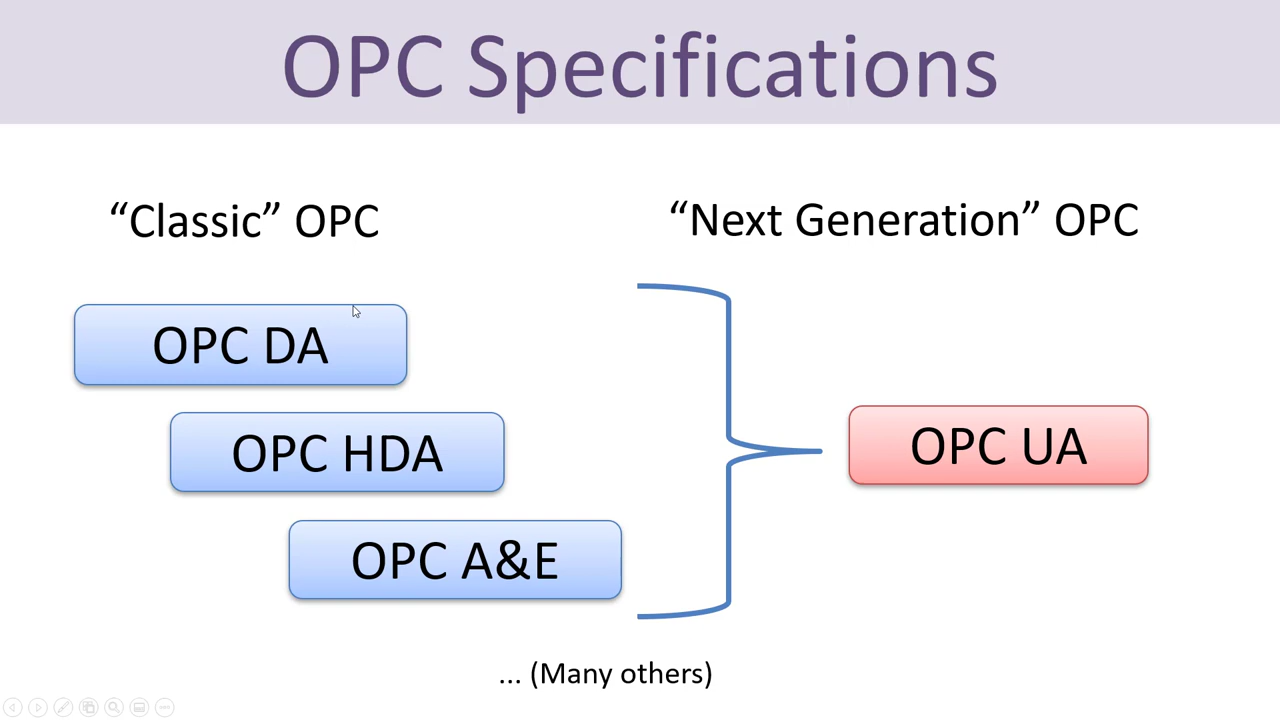 OPC Specifications
“Classic” OPC
“Next Generation” OPC
OPC DA
OPC HDA
OPC A&E
OPC UA
... (Many others)